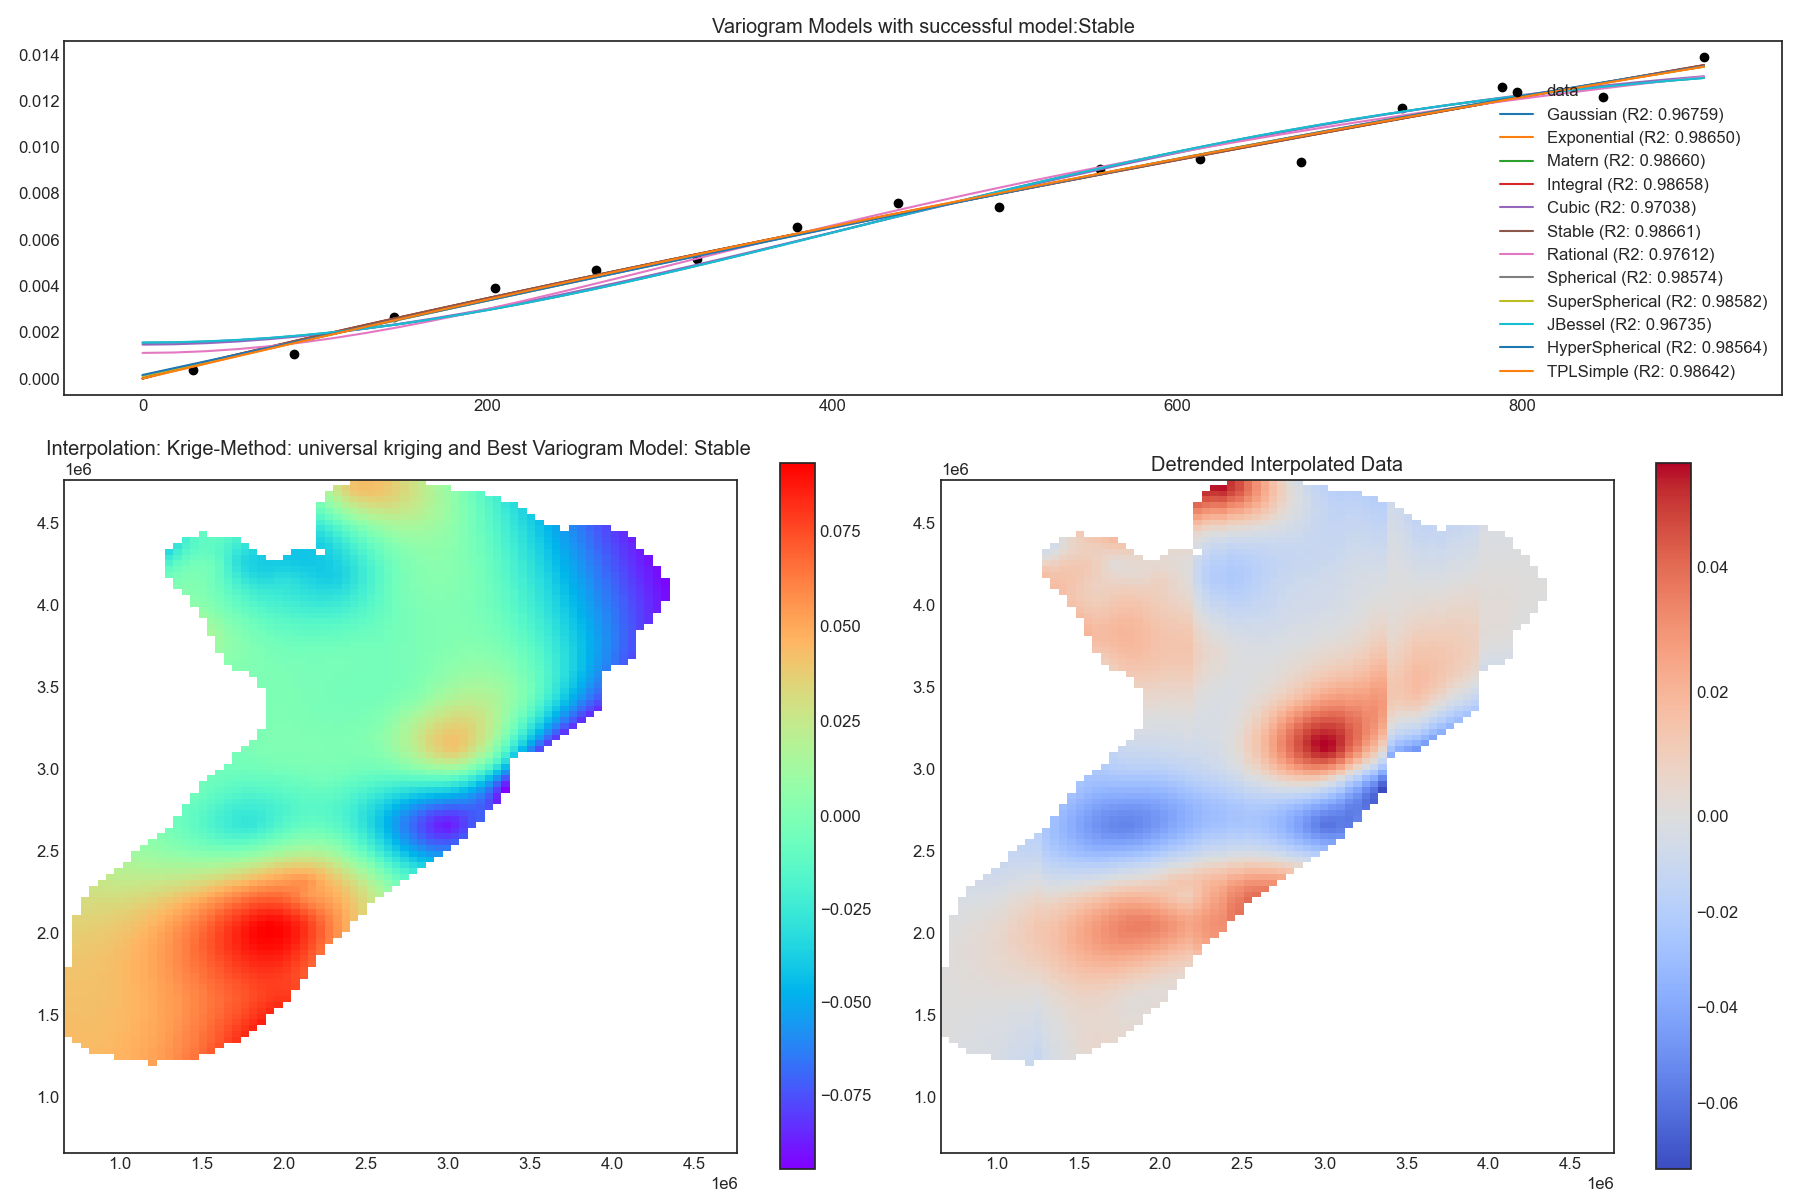 Variogram Models with successful model:Stable
0.014
0.012
0.010
0.008
0.006
0.004
0.002
0.000
data
Gaussian (R2: 0.96759)
Exponential (R2: 0.98650)
Matern (R2: 0.98660)
Integral (R2: 0.98658)
Cubic (R2: 0.97038)
Stable (R2: 0.98661)
Rational (R2: 0.97612)
Spherical (R2: 0.98574)
SuperSpherical (R2: 0.98582)
JBessel (R2: 0.96735)
HyperSpherical (R2: 0.98564)
TPLSimple (R2: 0.98642)
0 200 400 600 800
Interpolation: Krige-Method: universal kriging and Best Variogram Model: Stable
1e6
4.5
4.0
3.5
3.0
2.5
2.0
1.5
1.0
1.0 1.5 2.0 2.5 3.0 3.5 4.0 4.5
1e6
0.075
0.050
0.025
0.000
−0.025
−0.050
−0.075
Detrended Interpolated Data
1e6
4.5
4.0
3.5
3.0
2.5
2.0
1.5
1.0
1.0 1.5 2.0 2.5 3.0 3.5 4.0 4.5
1e6
0.04
0.02
0.00
−0.02
−0.04
−0.06